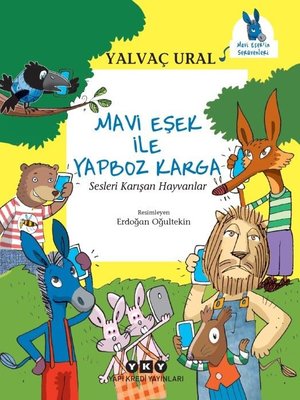 YALVAÇ URAL
MAVİ EŞEK'İN
SERÜVENLERİ
MAVİ EŞEK
İLE
YAPBOZ KARGA
Sesleri Karışan Hayvanlar
Resimleyen
Erdoğan Oğultekin
YKY
YAPI KREDİ YAYINLARI